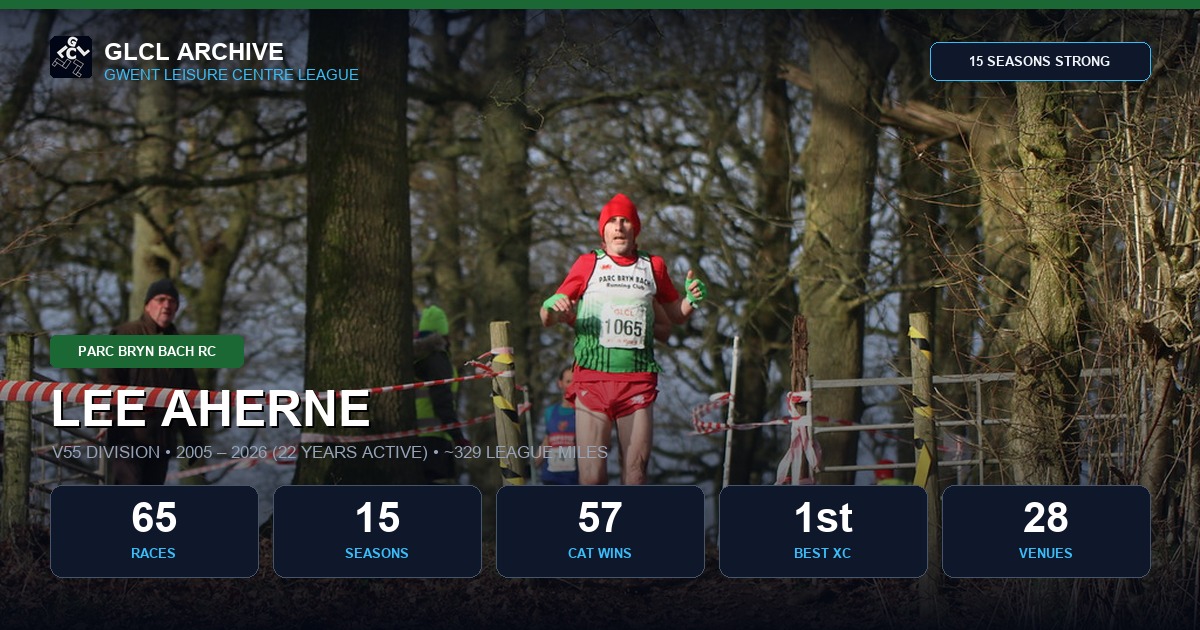 GLCL ARCHIVE
GWENT LEISURE CENTRE LEAGUE
15 SEASONS STRONG
PARC BRYN BACH
Running Club
GLCL
1065
PARC BRYN BACH RC
LEE AHERNE
V55 DIVISION • 2005 – 2026 (22 YEARS ACTIVE) • ~329 LEAGUE MILES
65
RACES
15
SEASONS
57
CAT WINS
1st
BEST XC
28
VENUES